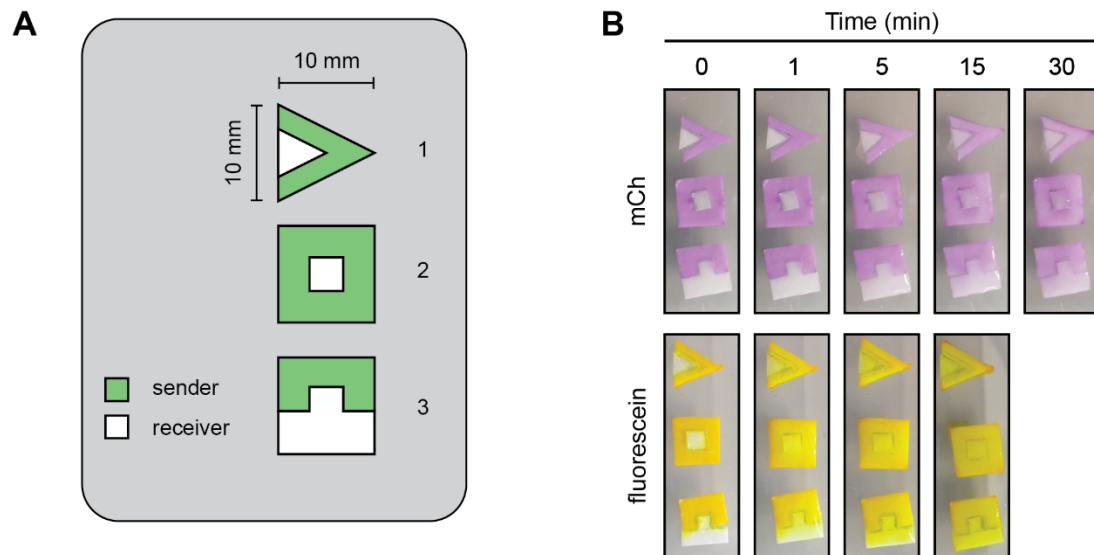 A
10 mm
10 mm
1
2
3
sender
receiver
B
Time (min)
0 1 5 15 30
mCh
fluorescein